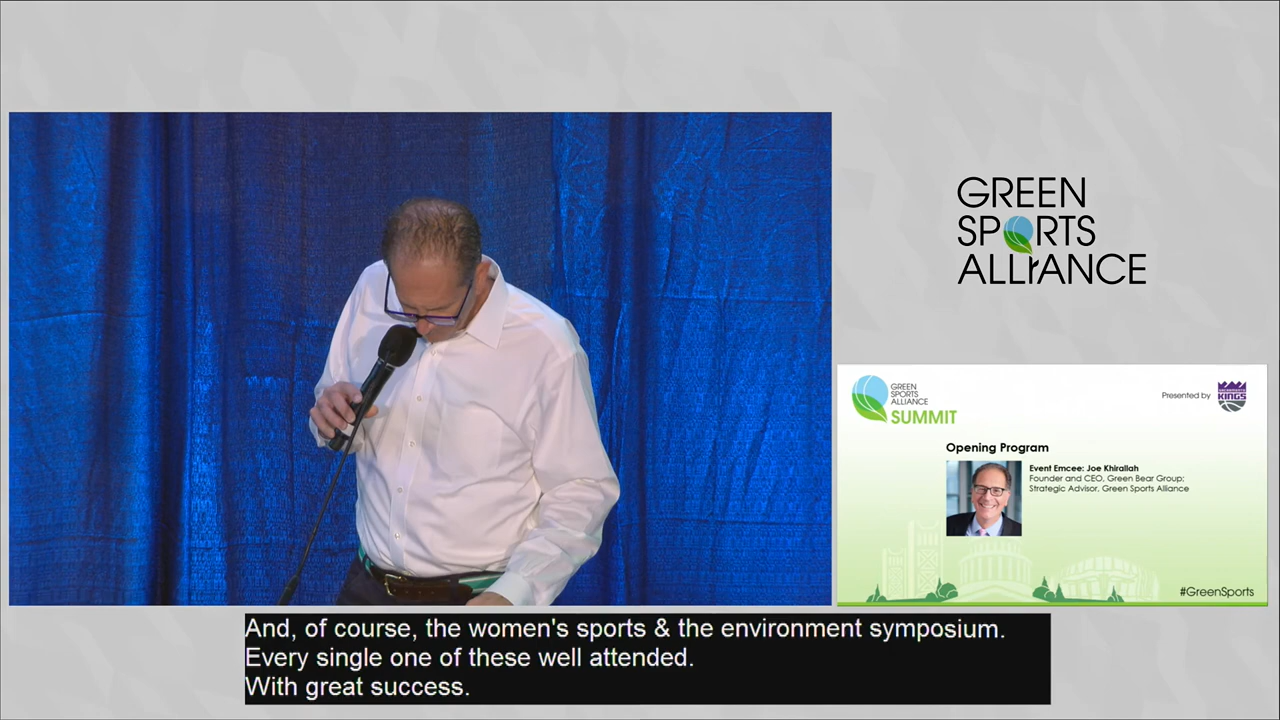 GREEN
SPORTS
ALLIANCE
GREEN
SPORTS
ALLIANCE
SUMMIT
Presented by
SACRAMENTO
KINGS
Opening Program
Event Emcee: Joe Khirallah
Founder and CEO, Green Bear Group;
Strategic Advisor, Green Sports Alliance
#GreenSports
And, of course, the women's sports & the environment symposium.
Every single one of these well attended.
With great success.